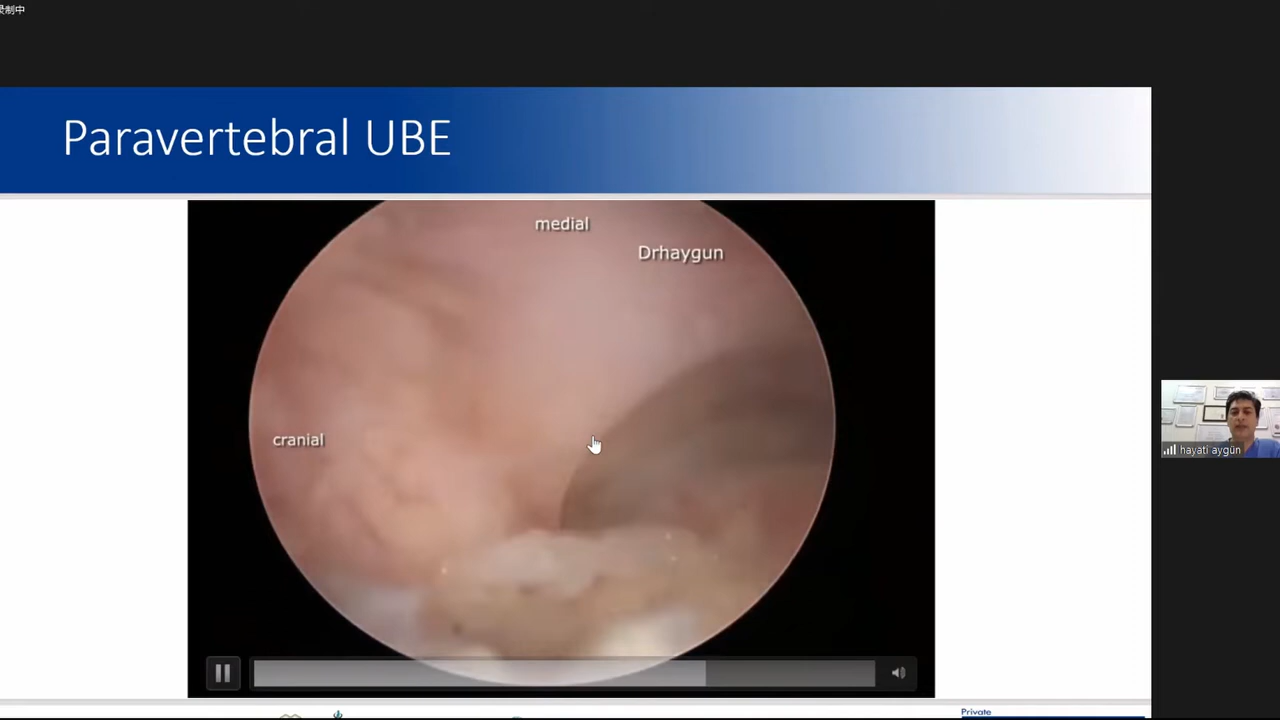 录制中
Paravertebral UBE
medial
Drhaygun
cranial
hayati aygün
Private